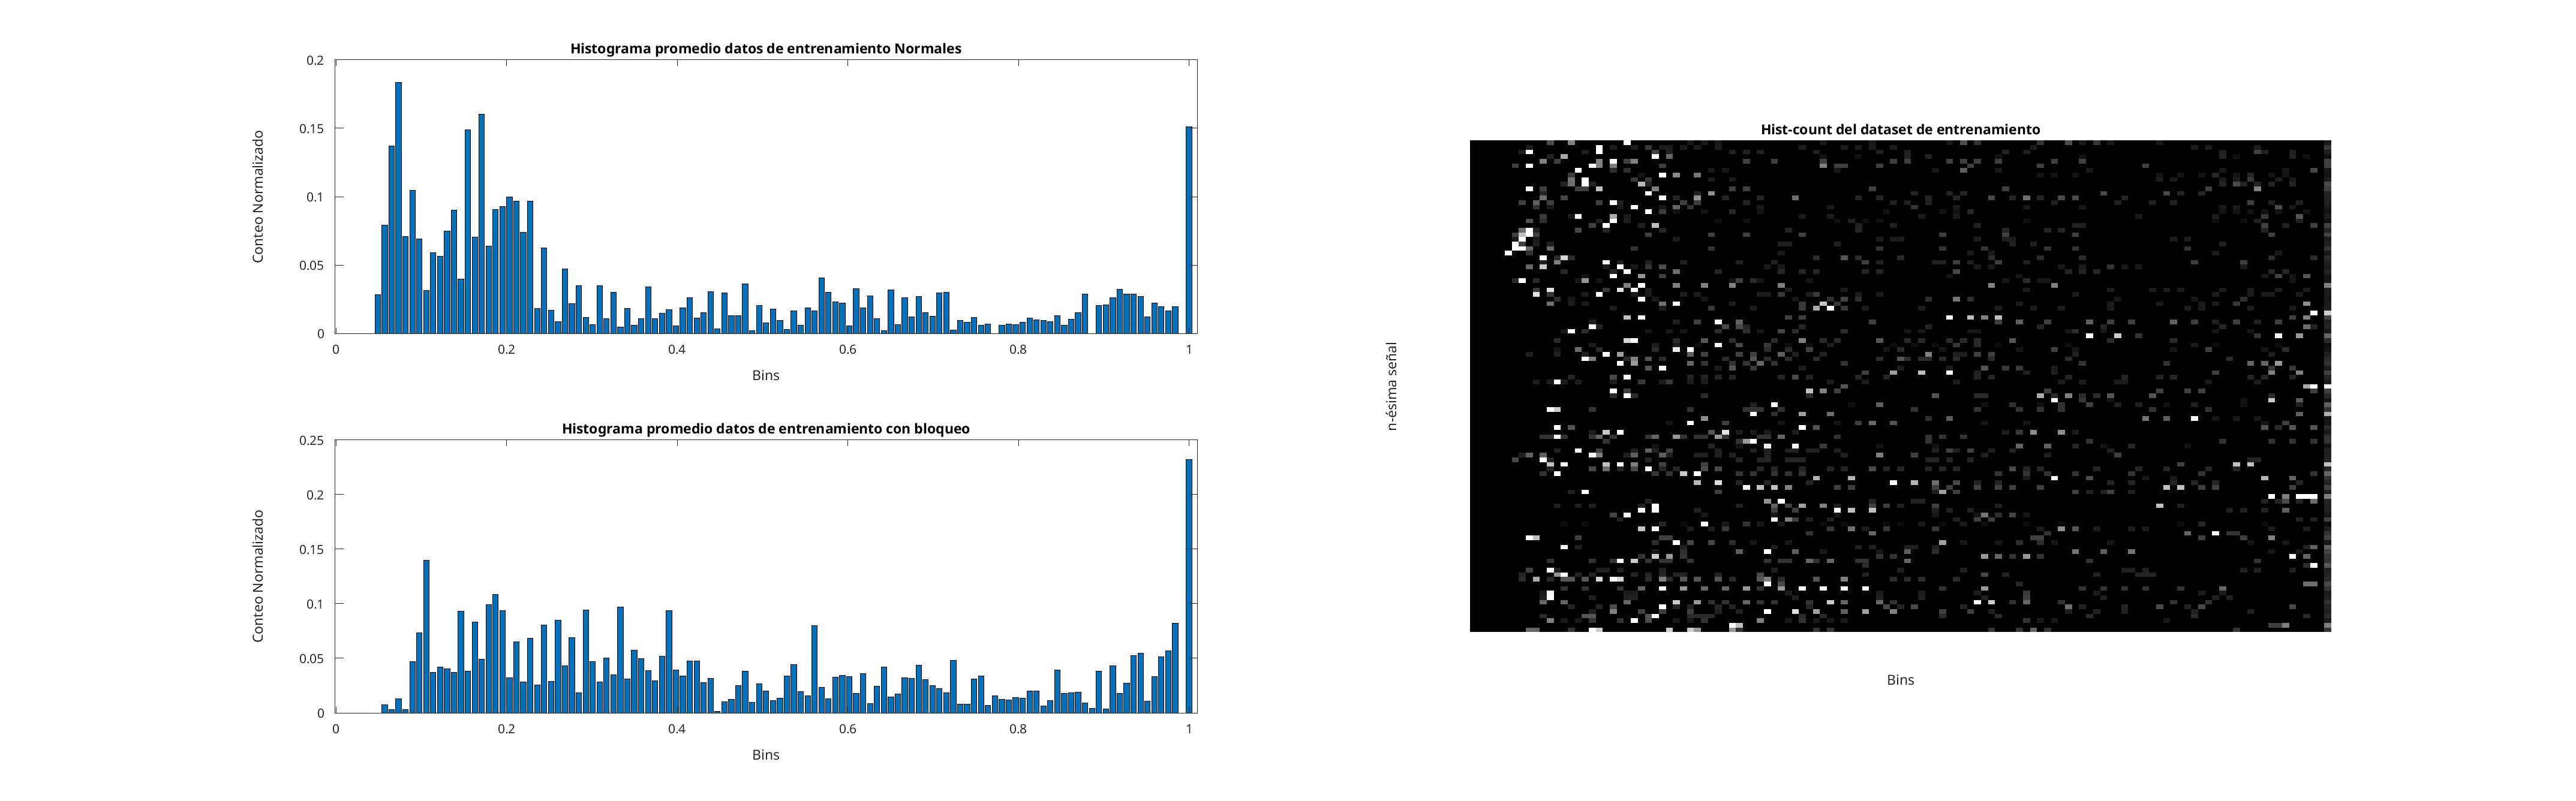 Histograma promedio datos de entrenamiento Normales
0.2
0.15
0.1
0.05
0
Conteo Normalizado
0 0.2 0.4 0.6 0.8 1
Bins
Histograma promedio datos de entrenamiento con bloqueo
0.25
0.2
0.15
0.1
0.05
0
Conteo Normalizado
0 0.2 0.4 0.6 0.8 1
Bins
Hist-count del dataset de entrenamiento
n-ésima señal
Bins